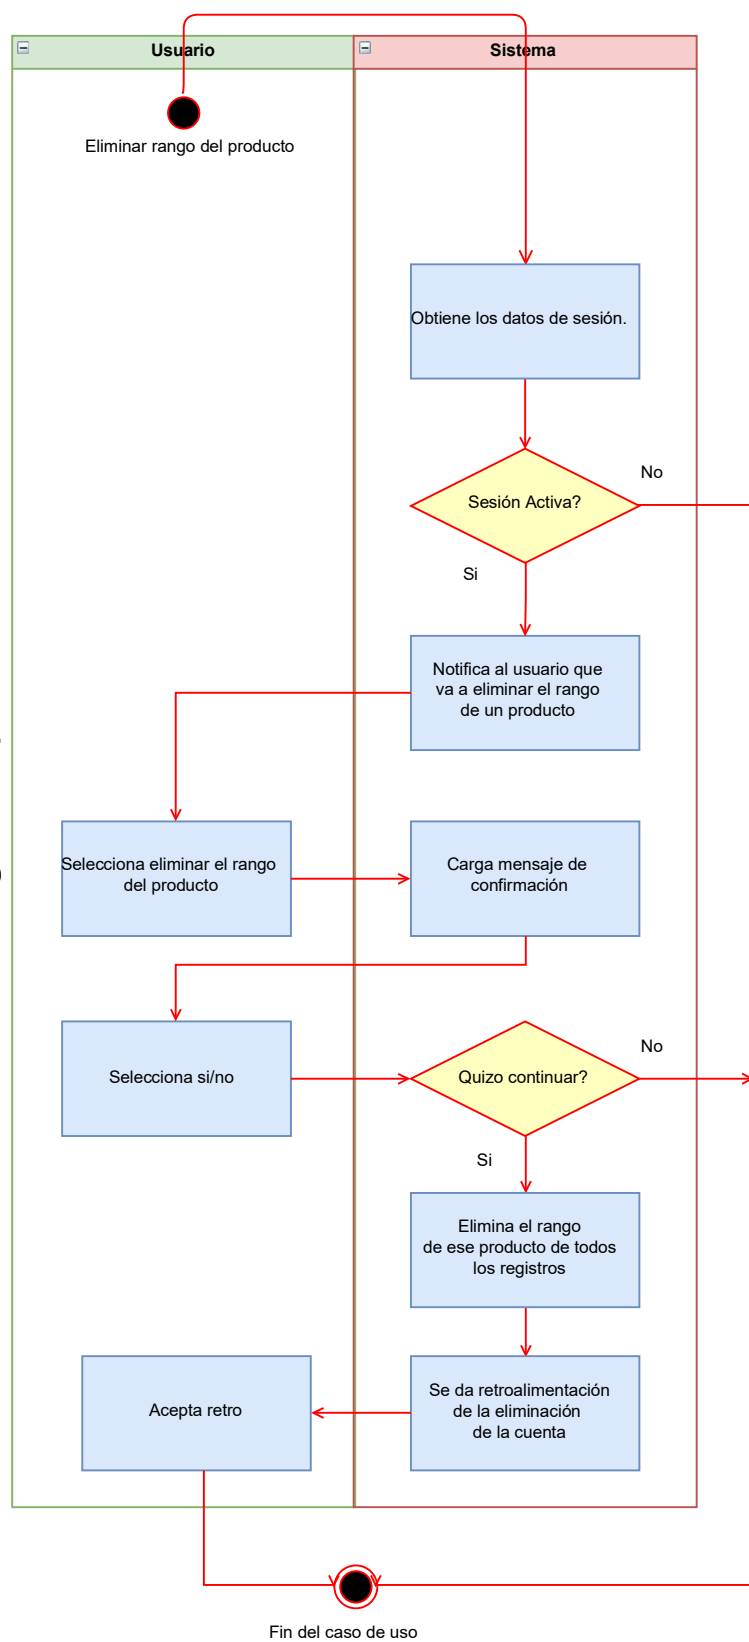 Usuario
Sistema
Eliminar rango del producto
Obtiene los datos de sesión.
No
Sesión Activa?
Si
Notifica al usuario que
va a eliminar el rango
de un producto
Selecciona eliminar el rango
del producto
Carga mensaje de
confirmación
No
Selecciona si/no
Quizo continuar?
Si
Elimina el rango
de ese producto de todos
los registros
Se da retroalimentación
de la eliminación
de la cuenta
Acepta retro
Fin del caso de uso